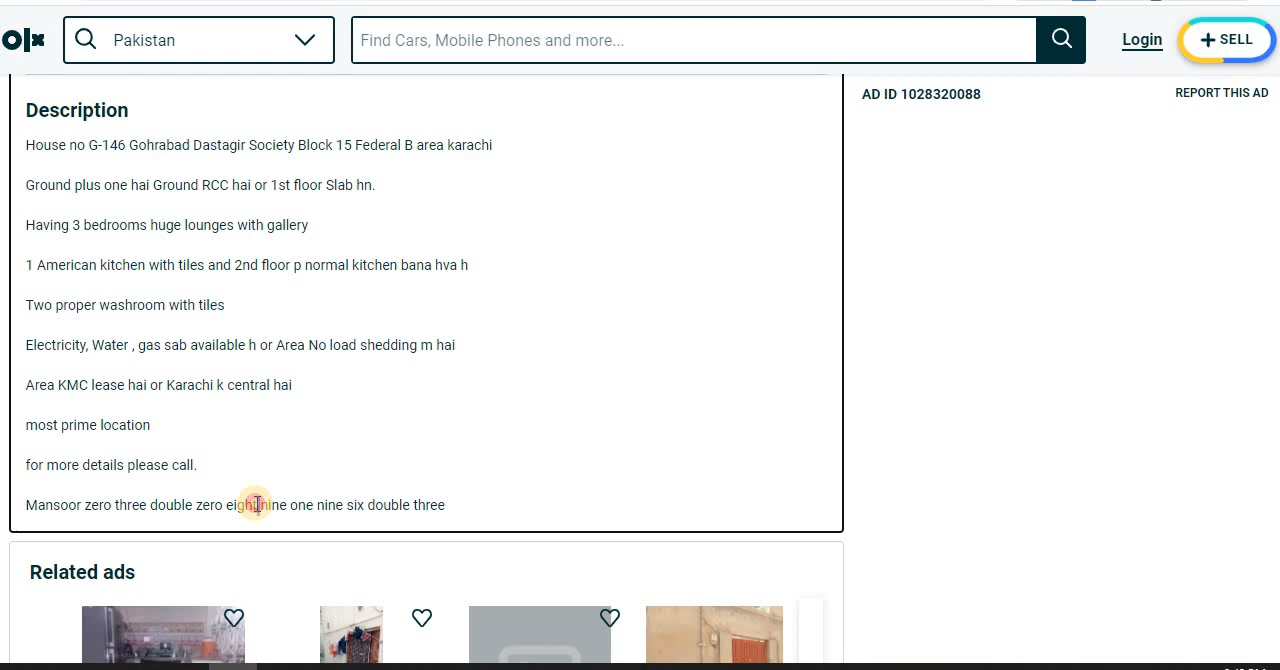 olx
Pakistan
Find Cars, Mobile Phones and more...
Login
SELL
AD ID 1028320088
REPORT THIS AD
Description
House no G-146 Gohrabad Dastagir Society Block 15 Federal B area karachi
Ground plus one hai Ground RCC hai or 1st floor Slab hn.
Having 3 bedrooms huge lounges with gallery
1 American kitchen with tiles and 2nd floor p normal kitchen bana hva h
Two proper washroom with tiles
Electricity, Water , gas sab available h or Area No load shedding m hai
Area KMC lease hai or Karachi k central hai
most prime location
for more details please call.
Mansoor zero three double zero eight nine one nine six double three
Related ads